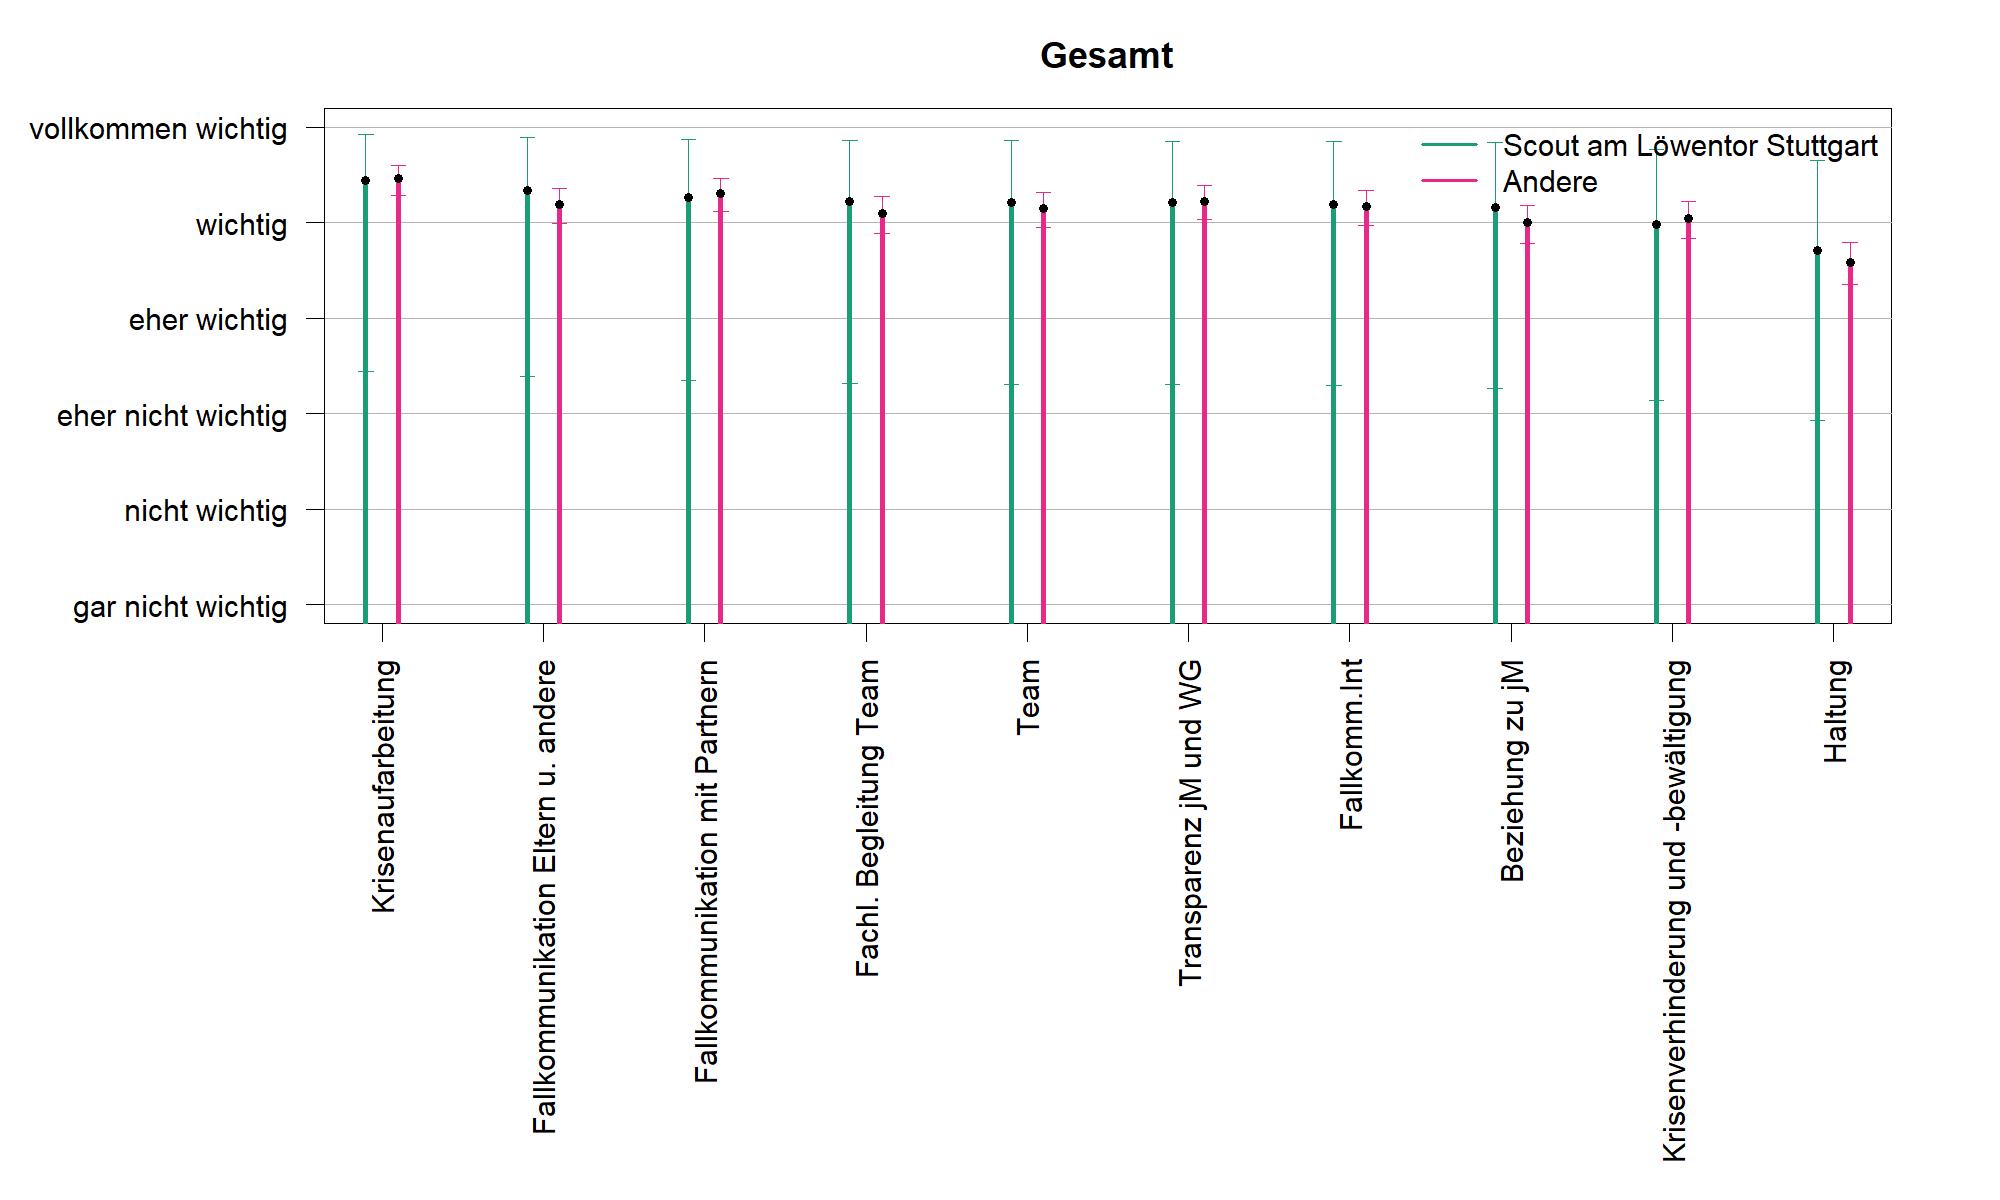 Gesamt
vollkommen wichtig
wichtig
eher wichtig
eher nicht wichtig
nicht wichtig
gar nicht wichtig
Scout am Löwentor Stuttgart
Andere
Krisenaufarbeitung
Fallkommunikation Eltern u. andere
Fallkommunikation mit Partnern
Fachl. Begleitung Team
Team
Transparenz jM und WG
Fallkomm.Int
Beziehung zu jM
Krisenverhinderung und -bewältigung
Haltung